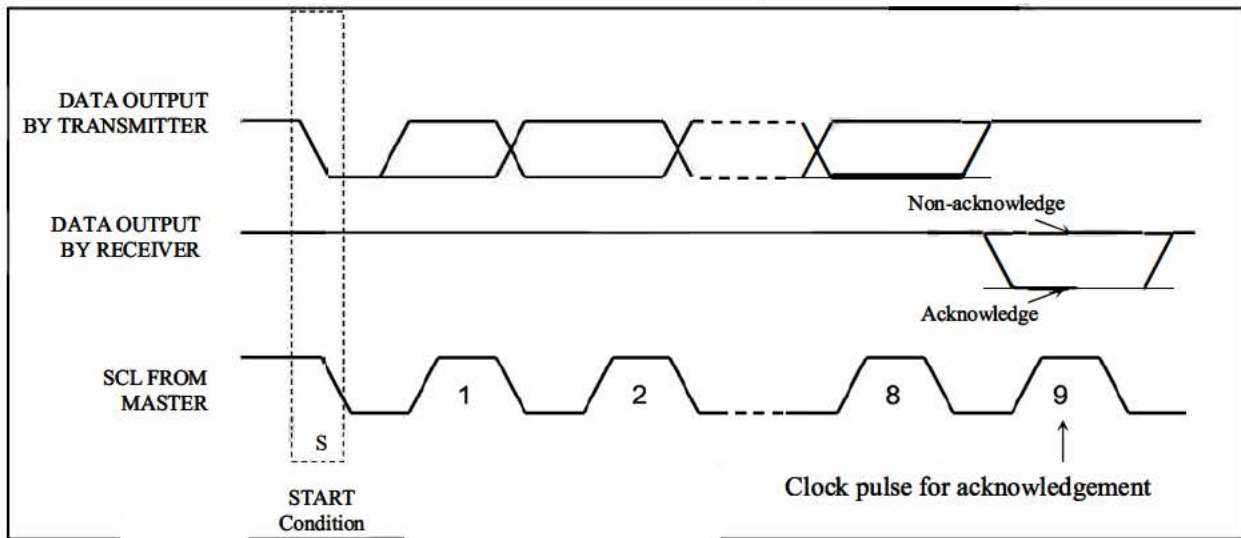 DATA OUTPUT
BY TRANSMITTER
Non-acknowledge
DATA OUTPUT
BY RECEIVER
Acknowledge
SCL FROM
MASTER
1
2
8
9
S
START
Condition
Clock pulse for acknowledgement